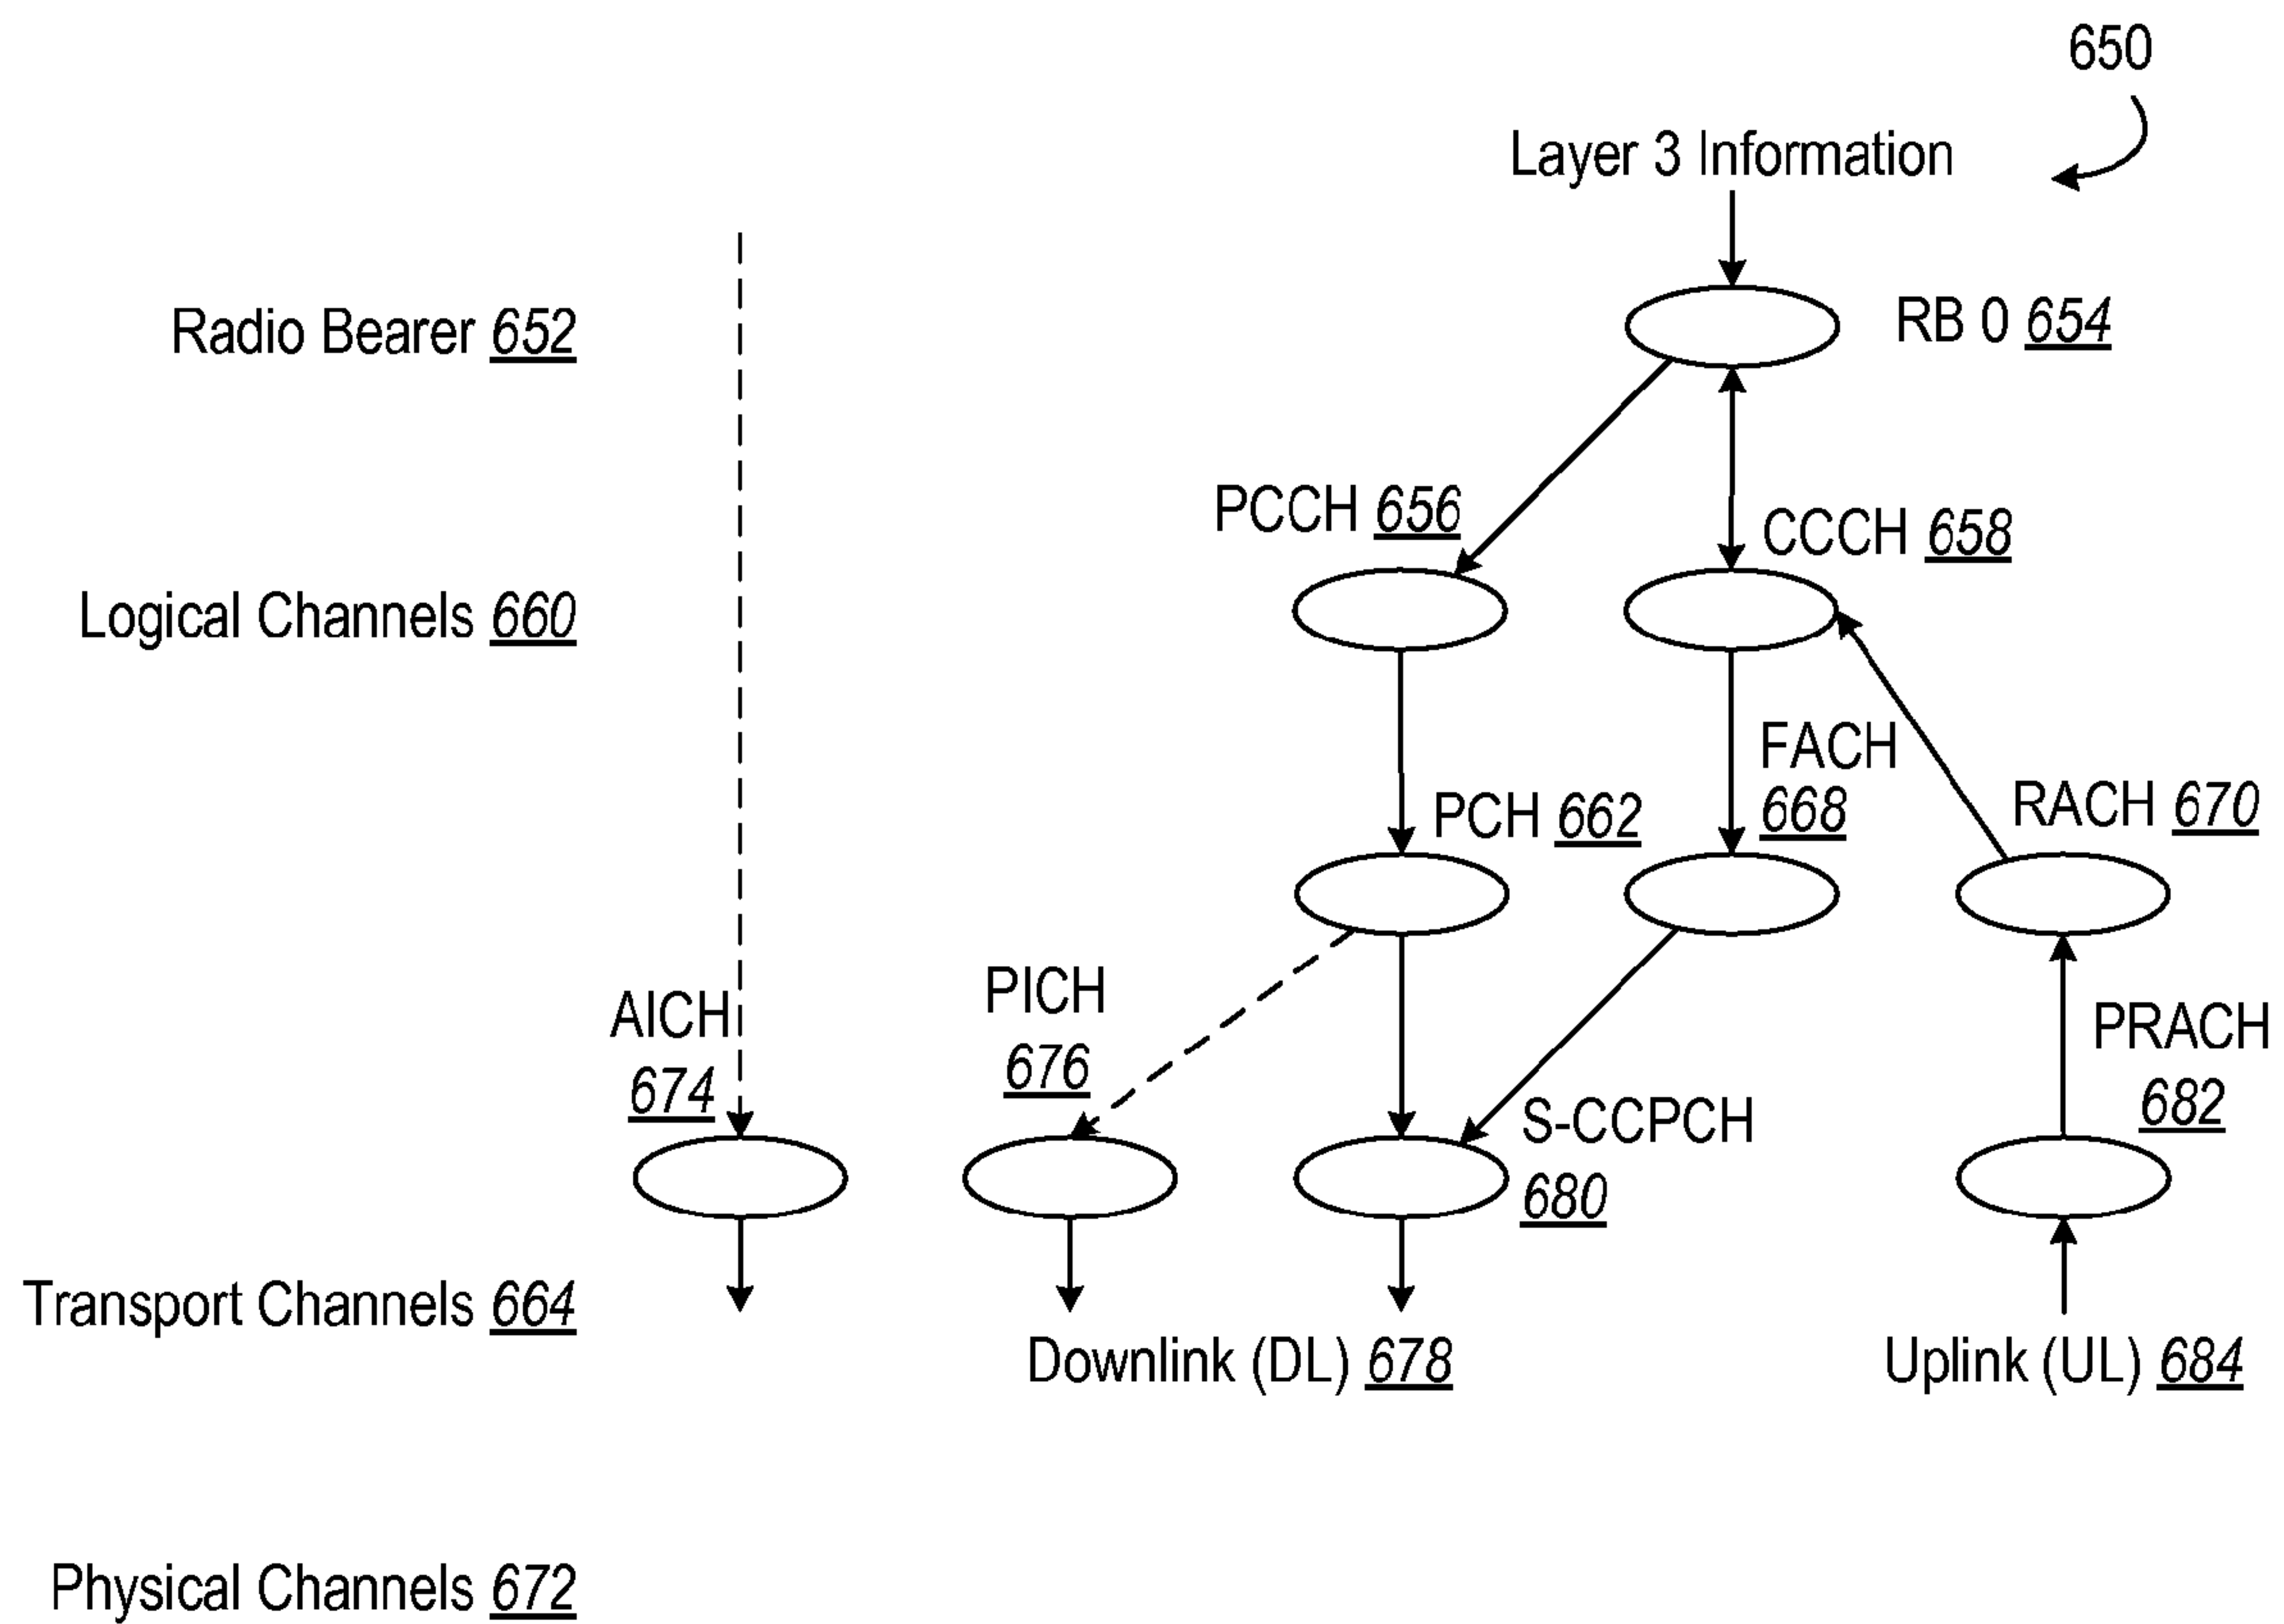 650
Layer 3 Information
Radio Bearer 652
RB 0 654
PCCH 656
CCCH 658
Logical Channels 660
FACH
668
PCH 662
RACH 670
AICH
674
PICH
676
PRACH
682
S-CCPCH
680
Transport Channels 664
Downlink (DL) 678
Uplink (UL) 684
Physical Channels 672